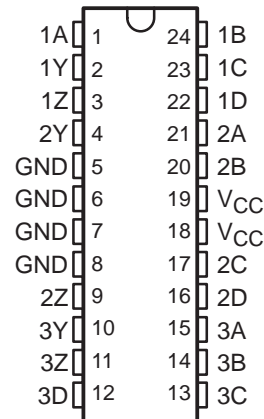 1A 1 24 1B
1Y 2 23 1C
1Z 3 22 1D
2Y 4 21 2A
GND 5 20 2B
GND 6 19 VCC
GND 7 18 VCC
GND 8 17 2C
2Z 9 16 2D
3Y 10 15 3A
3Z 11 14 3B
3D 12 13 3C